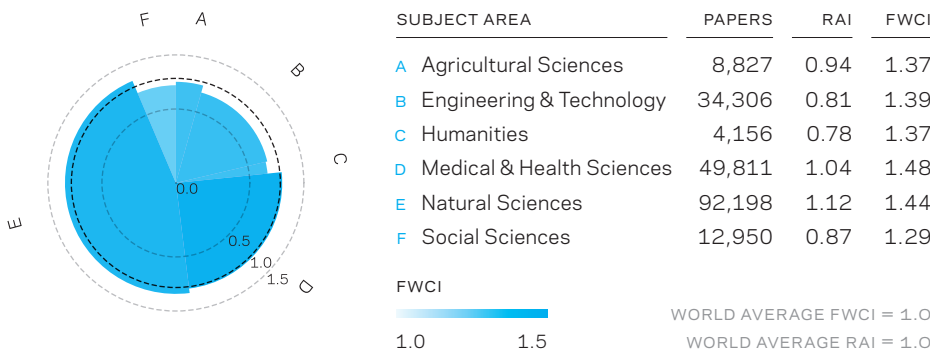 F A
B
C
E
D
0.0
0.5
1.0
1.5
SUBJECT AREA PAPERS RAI FWCI
A Agricultural Sciences 8,827 0.94 1.37
B Engineering & Technology 34,306 0.81 1.39
C Humanities 4,156 0.78 1.37
D Medical & Health Sciences 49,811 1.04 1.48
E Natural Sciences 92,198 1.12 1.44
F Social Sciences 12,950 0.87 1.29
FWCI
1.0 1.5
WORLD AVERAGE FWCI = 1.0
WORLD AVERAGE RAI = 1.0